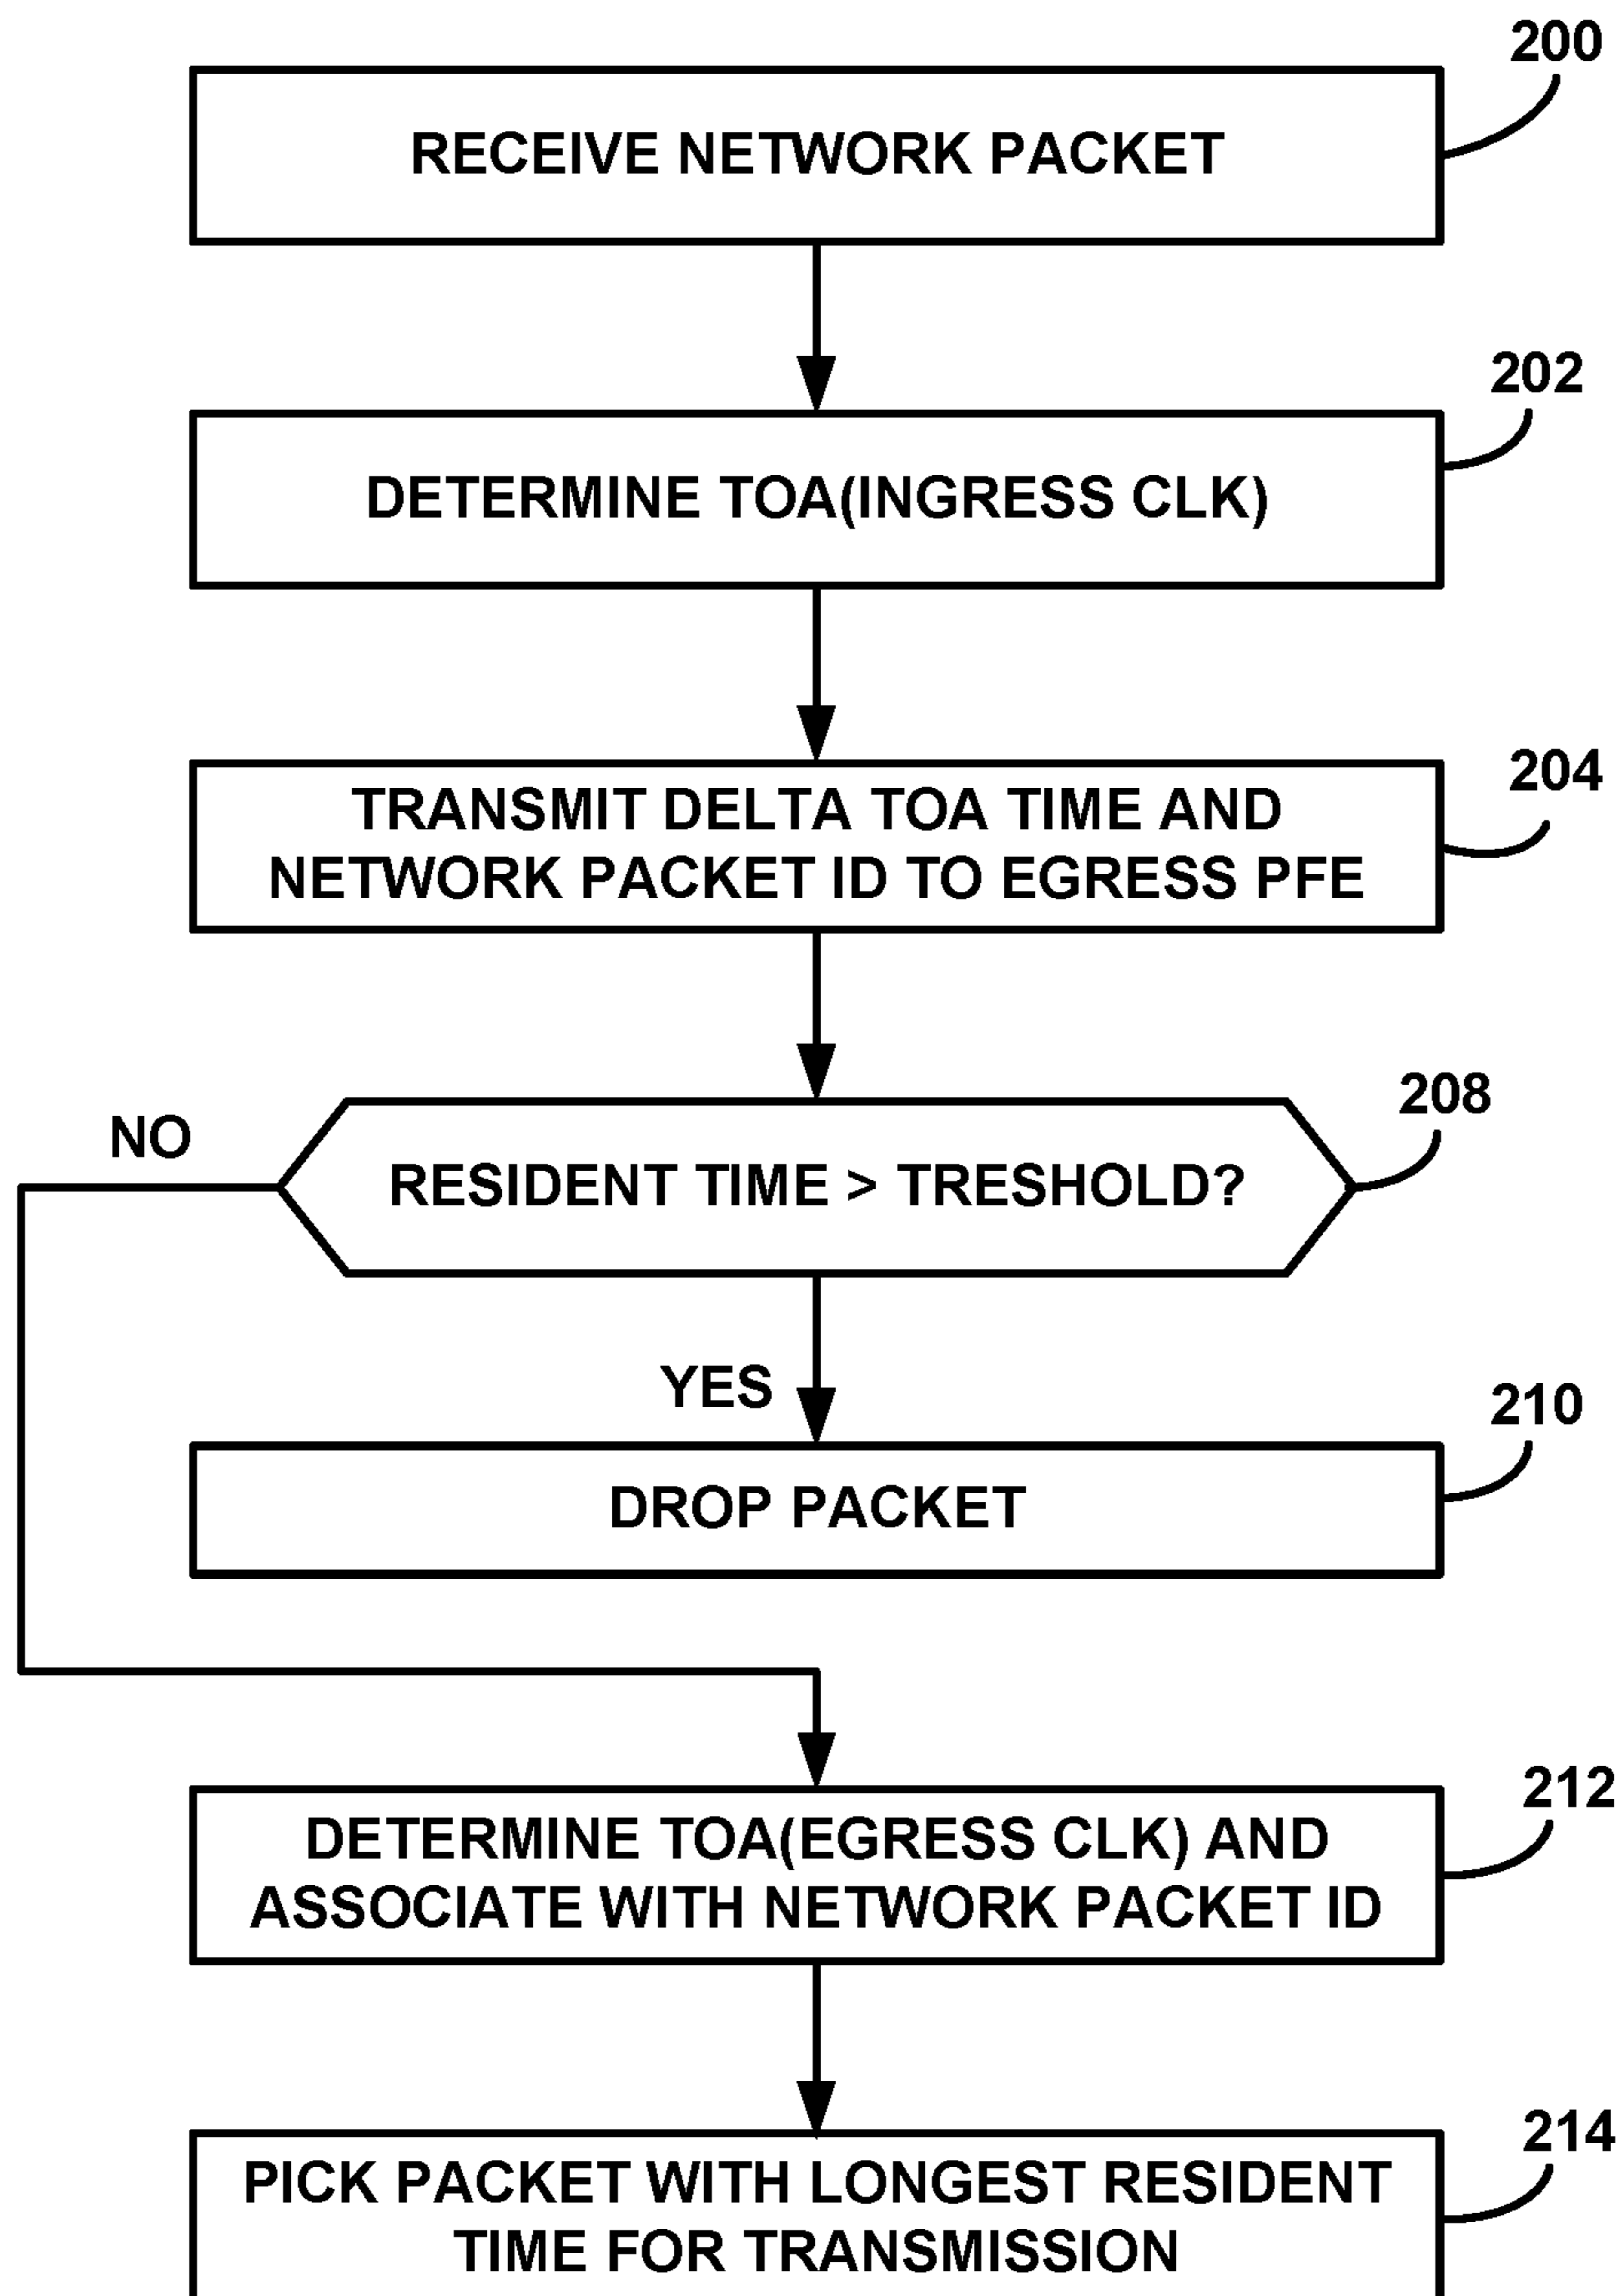 200
RECEIVE NETWORK PACKET
202
DETERMINE TOA(INGRESS CLK)
204
TRANSMIT DELTA TOA TIME AND
NETWORK PACKET ID TO EGRESS PFE
208
NO
RESIDENT TIME > TRESHOLD?
YES
210
DROP PACKET
212
DETERMINE TOA(EGRESS CLK) AND
ASSOCIATE WITH NETWORK PACKET ID
214
PICK PACKET WITH LONGEST RESIDENT
TIME FOR TRANSMISSION